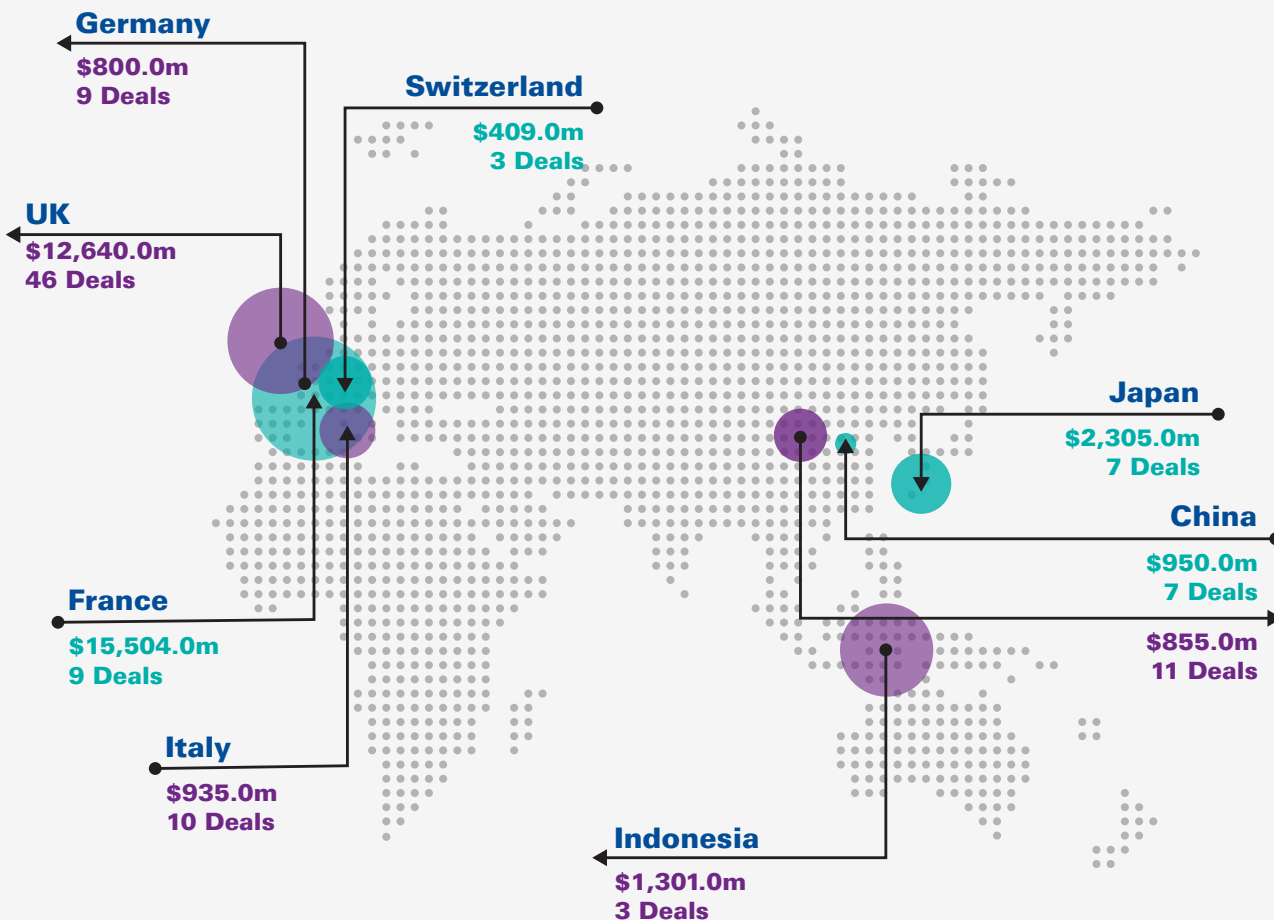 Germany
$800.0m
9 Deals
Switzerland
$409.0m
3 Deals
UK
$12,640.0m
46 Deals
Japan
$2,305.0m
7 Deals
China
$950.0m
7 Deals
$855.0m
11 Deals
France
$15,504.0m
9 Deals
Italy
$935.0m
10 Deals
Indonesia
$1,301.0m
3 Deals